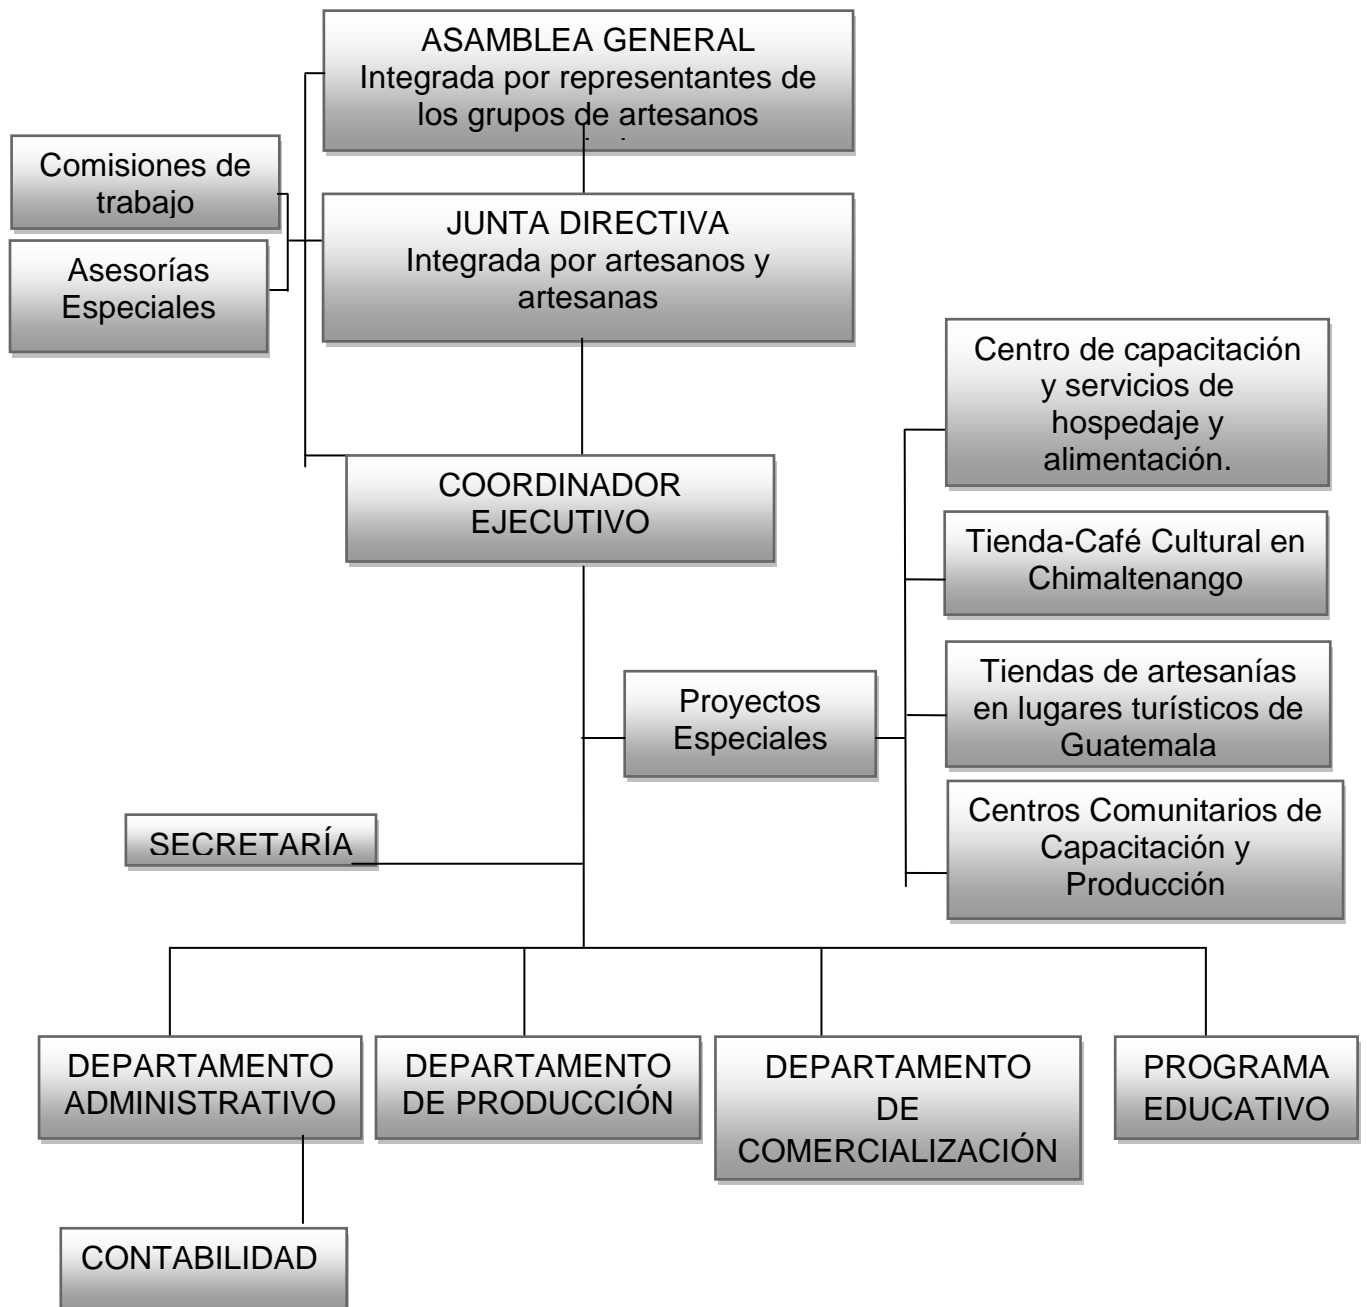 ASAMBLEA GENERAL
Integrada por representantes de
los grupos de artesanos
Comisiones de
trabajo
Asesorías
Especiales
JUNTA DIRECTIVA
Integrada por artesanos y
artesanas
COORDINADOR
EJECUTIVO
Centro de capacitación
y servicios de
hospedaje y
alimentación.
Tienda-Café Cultural en
Chimaltenango
Tiendas de artesanías
en lugares turísticos de
Guatemala
Centros Comunitarios de
Capacitación y
Producción
Proyectos
Especiales
SECRETARÍA
DEPARTAMENTO
ADMINISTRATIVO
DEPARTAMENTO
DE PRODUCCIÓN
DEPARTAMENTO
DE
COMERCIALIZACIÓN
PROGRAMA
EDUCATIVO
CONTABILIDAD